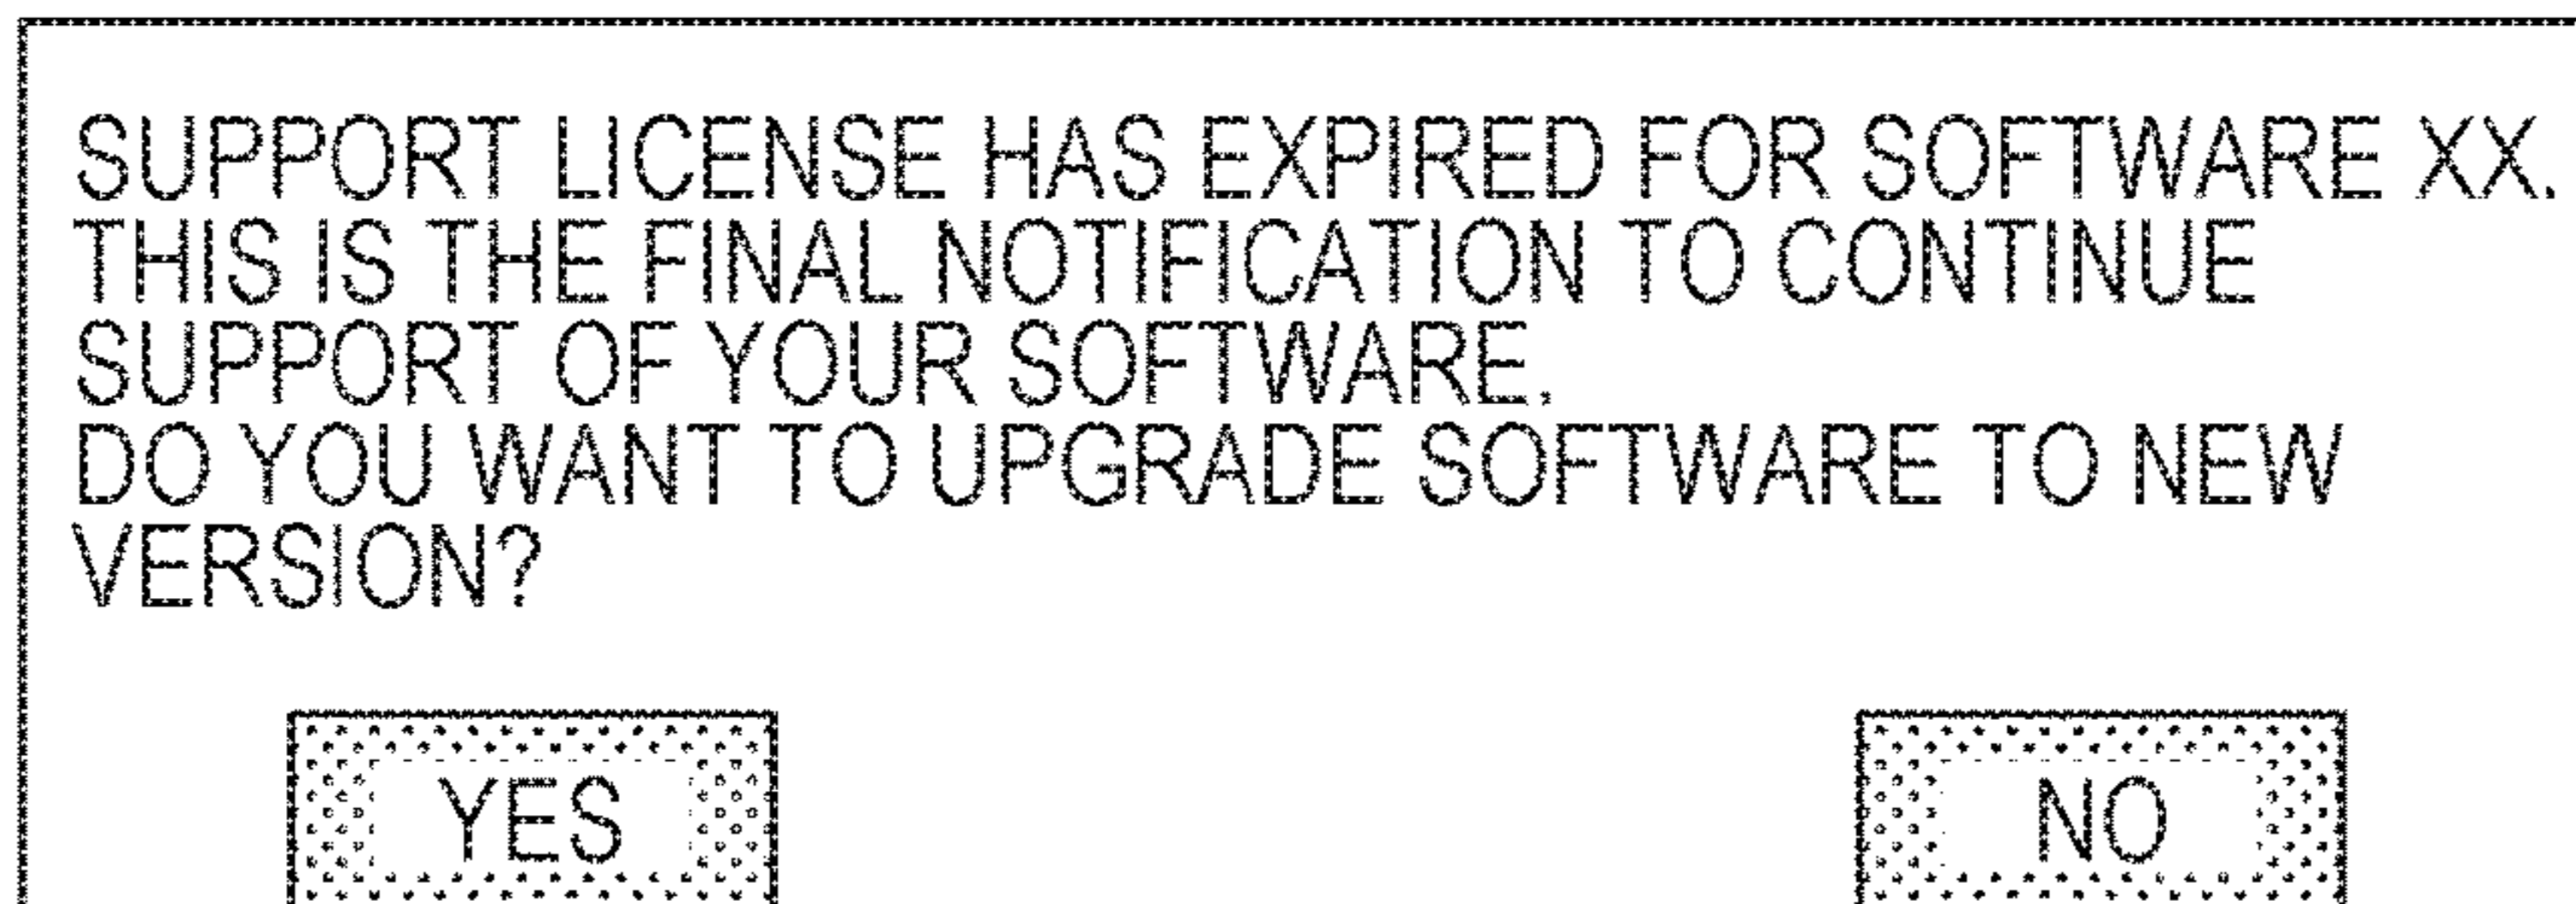 SUPPORT LICENSE HAS EXPIRED FOR SOFTWARE XX.
THIS IS THE FINAL NOTIFICATION TO CONTINUE
SUPPORT OF YOUR SOFTWARE.
DO YOU WANT TO UPGRADE SOFTWARE TO NEW
VERSION?
YES
NO